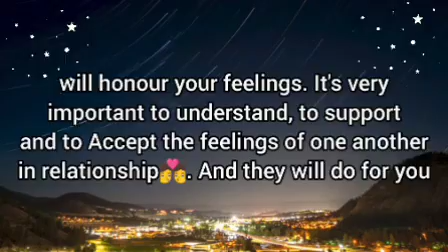 will honour your feelings. It's very
important to understand, to support
and to Accept the feelings of one another
in relationship💏. And they will do for you